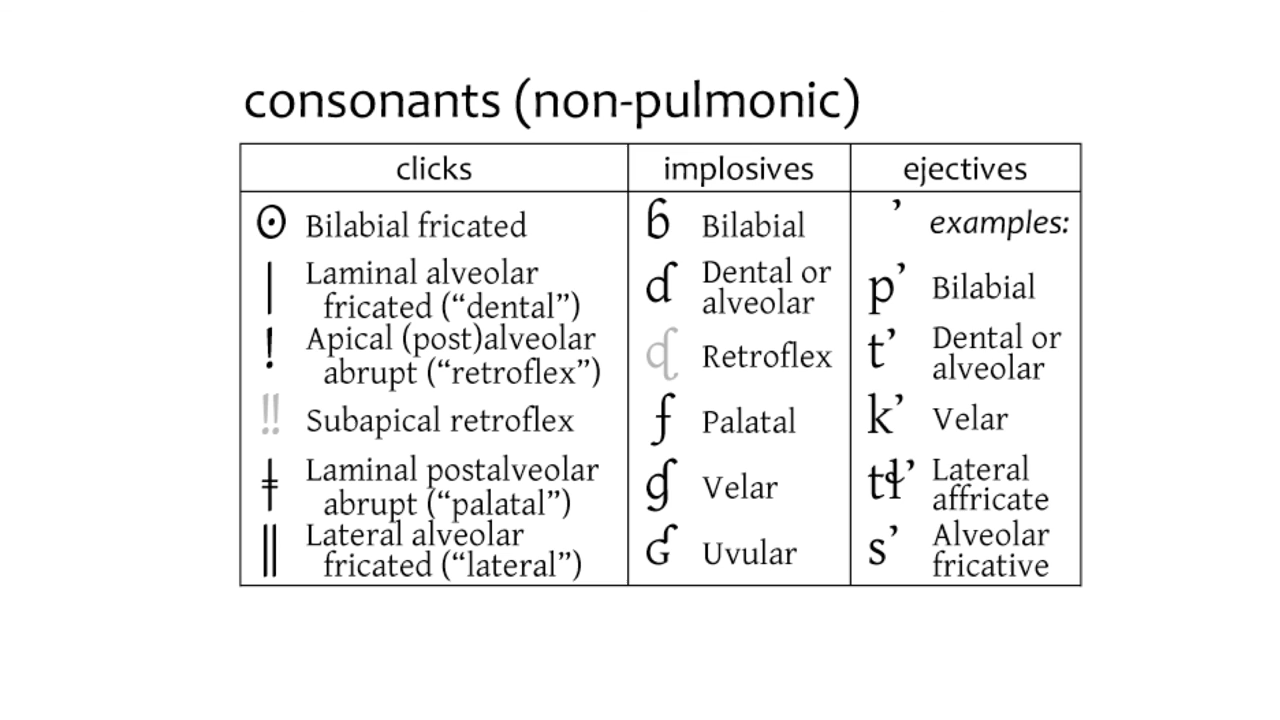 consonants (non-pulmonic)
clicks implosives ejectives
ʘ Bilabial fricated ɓ Bilabial ʼ examples:
ǀ Laminal alveolar fricated (“dental”) ɗ Dental or alveolar pʼ Bilabial
ǃ Apical (post)alveolar abrupt (“retroflex”) ᶑ Retroflex tʼ Dental or alveolar
‼ Subapical retroflex ʄ Palatal kʼ Velar
ǂ Laminal postalveolar abrupt (“palatal”) ɠ Velar tɬʼ Lateral affricate
ǁ Lateral alveolar fricated (“lateral”) ʛ Uvular sʼ Alveolar fricative